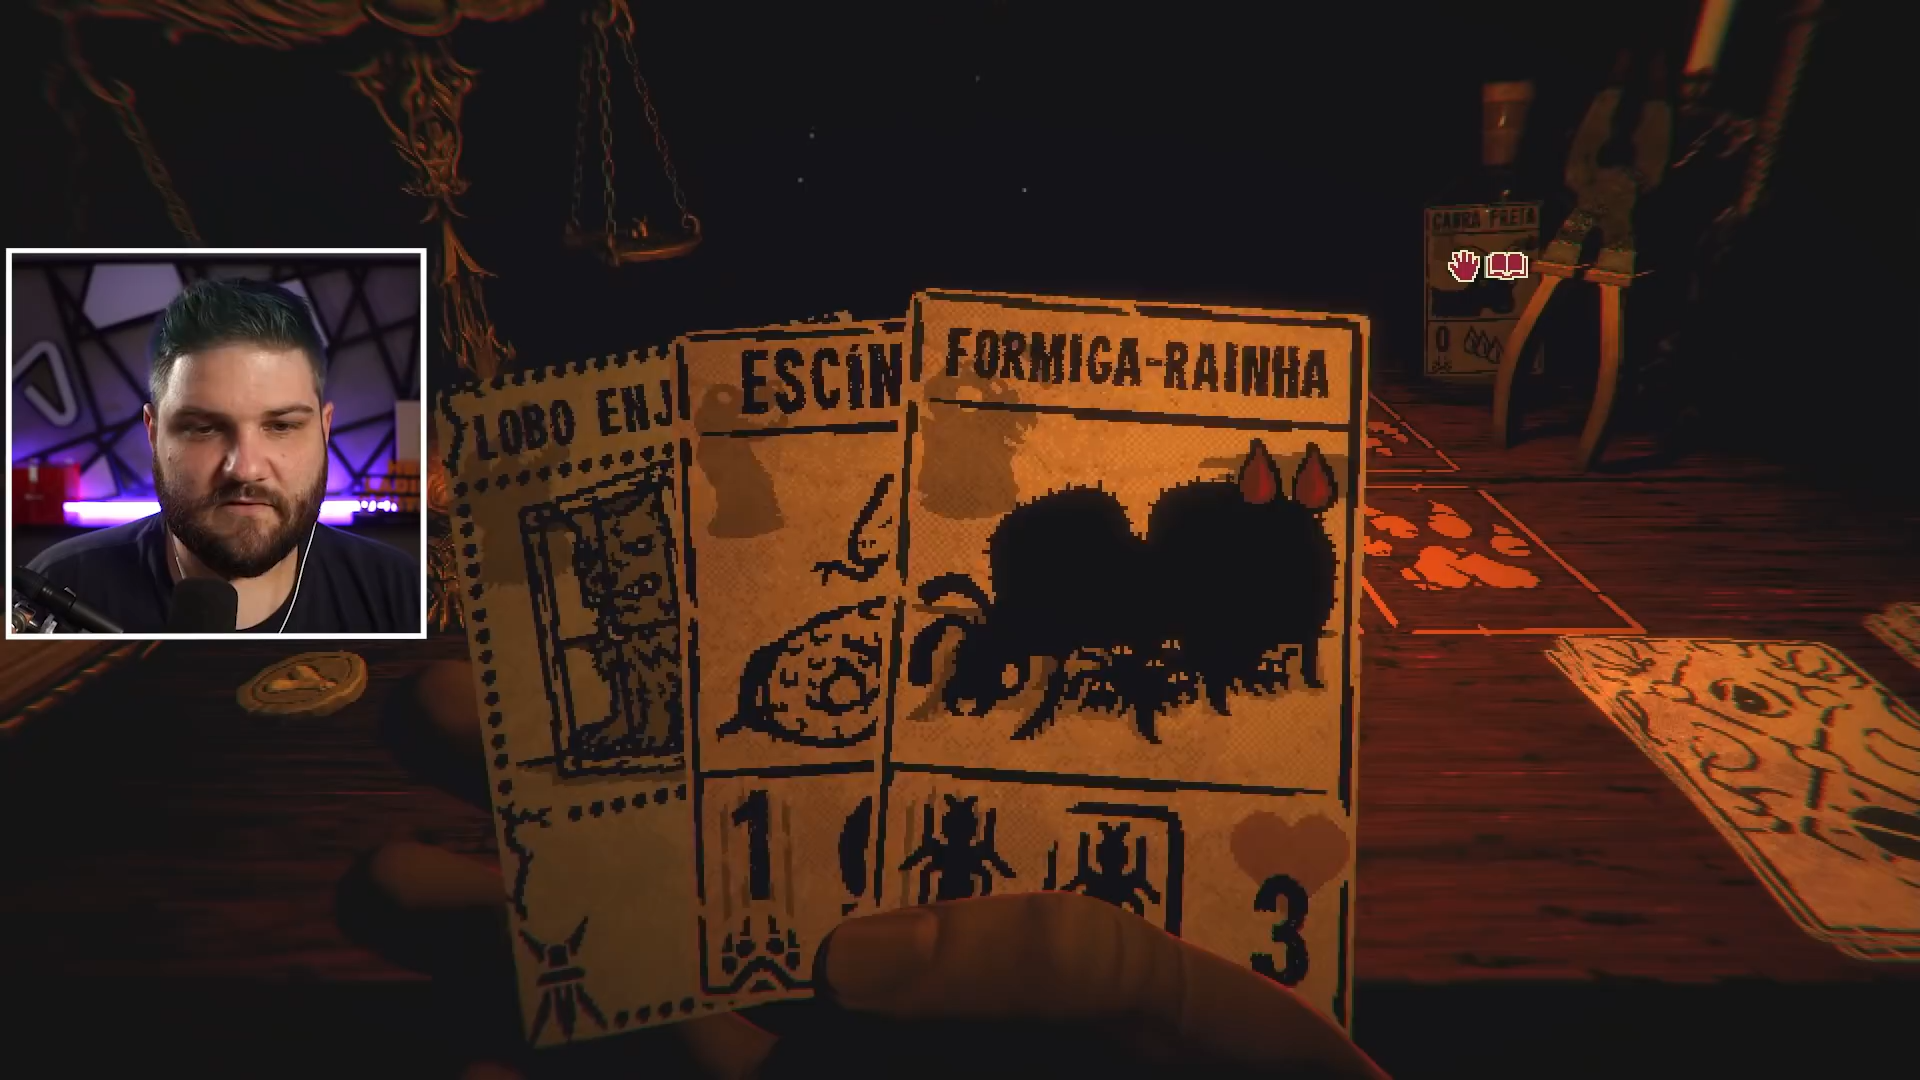 CABRA PRETA
0
LOBO ENJ
ESCÍN
FORMIGA-RAINHA
1
3